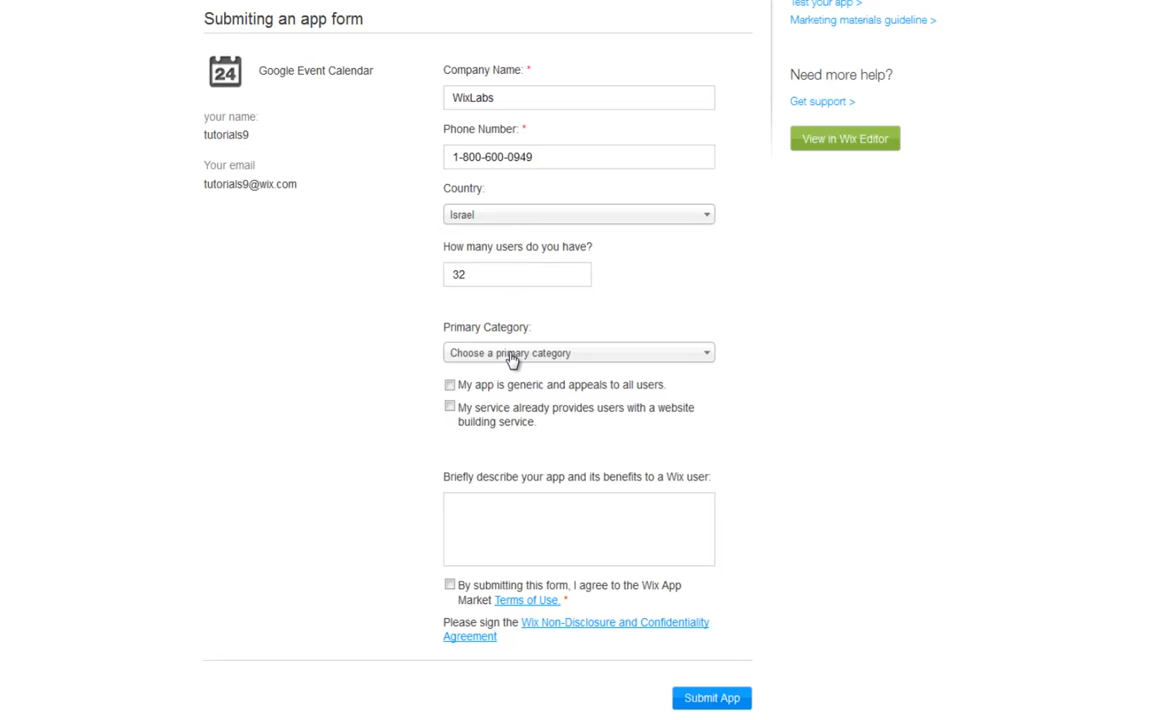 Test your app >
Submiting an app form
Marketing materials guideline >
24
Google Event Calendar
Company Name: *
WixLabs
Need more help?
Get support >
your name:
tutorials9
Phone Number: *
1-800-600-0949
View in Wix Editor
Your email
tutorials9@wix.com
Country:
Israel
How many users do you have?
32
Primary Category:
Choose a primary category
My app is generic and appeals to all users.
My service already provides users with a website
building service.
Briefly describe your app and its benefits to a Wix user:
By submitting this form, I agree to the Wix App
Market Terms of Use. *
Please sign the Wix Non-Disclosure and Confidentiality
Agreement
Submit App